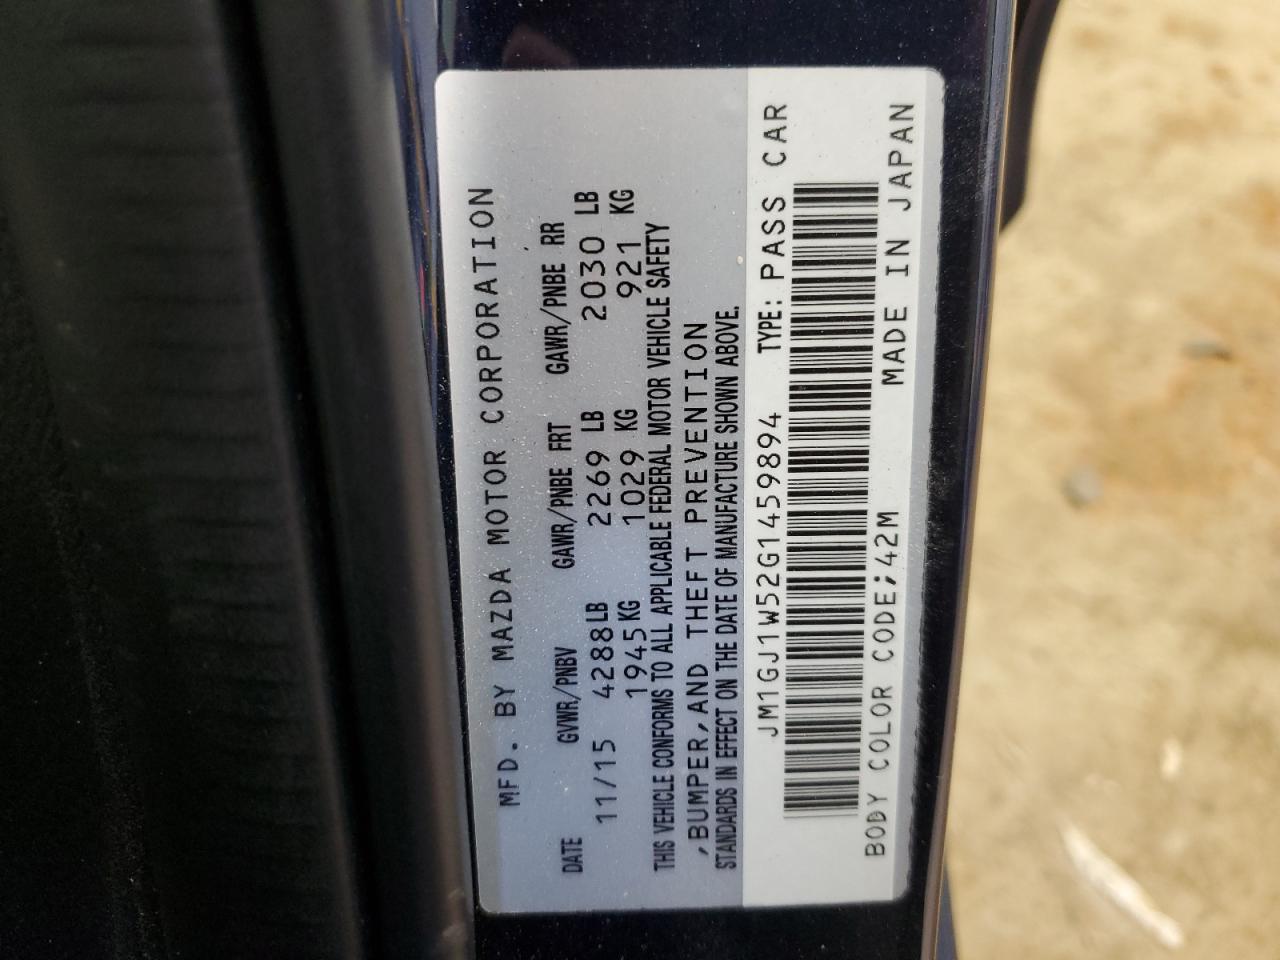 MFD. BY MAZDA MOTOR CORPORATION
DATE GVWR/PNBV GAWR/PNBE FRT GAWR/PNBE RR
11/15 4288LB 2269 LB 2030 LB
1945KG 1029 KG 921 KG
THIS VEHICLE CONFORMS TO ALL APPLICABLE FEDERAL MOTOR VEHICLE SAFETY
,BUMPER,AND THEFT PREVENTION
STANDARDS IN EFFECT ON THE DATE OF MANUFACTURE SHOWN ABOVE.
JM1GJ1W52G1459894 TYPE: PASS CAR
BODY COLOR CODE;42M MADE IN JAPAN